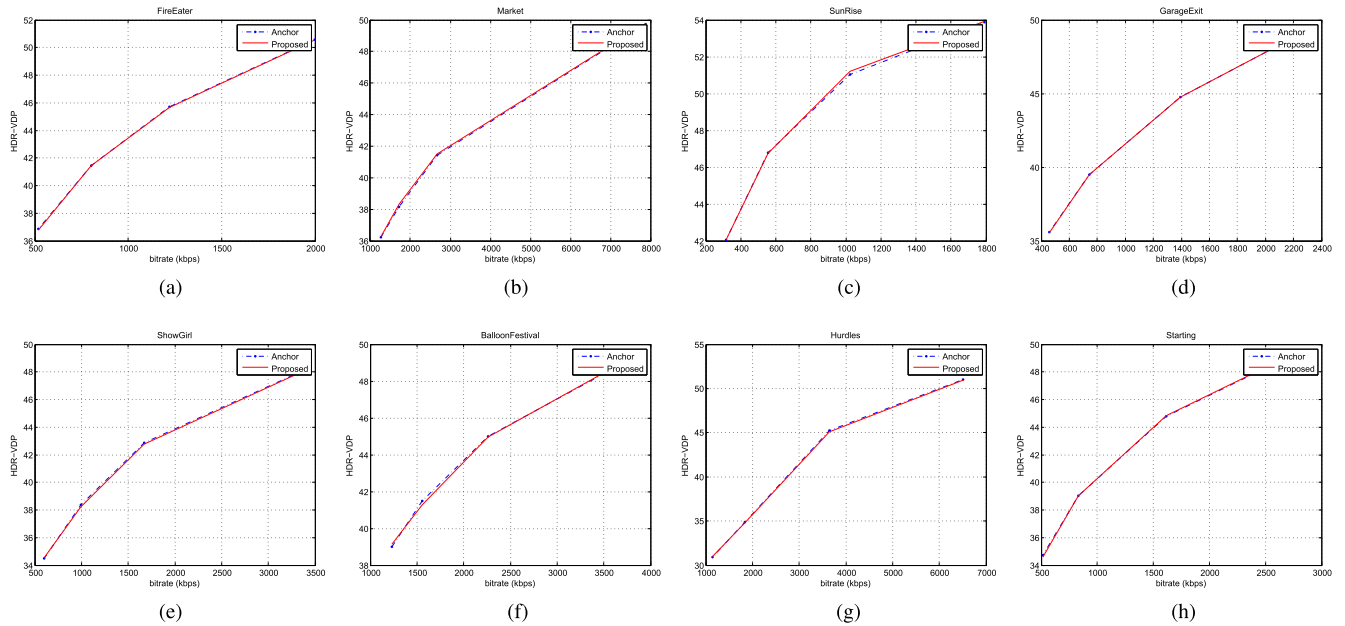 FireEater
Anchor
Proposed
HDR-VDP
52
50
48
46
44
42
40
38
36
500
1000
1500
2000
bitrate (kbps)
(a)
Market
Anchor
Proposed
HDR-VDP
50
48
46
44
42
40
38
36
1000
2000
3000
4000
5000
6000
7000
8000
bitrate (kbps)
(b)
SunRise
Anchor
Proposed
HDR-VDP
54
52
50
48
46
44
42
200
400
600
800
1000
1200
1400
1600
1800
bitrate (kbps)
(c)
GarageExit
Anchor
Proposed
HDR-VDP
50
45
40
35
400
600
800
1000
1200
1400
1600
1800
2000
2200
2400
bitrate (kbps)
(d)
ShowGirl
Anchor
Proposed
HDR-VDP
50
48
46
44
42
40
38
36
34
500
1000
1500
2000
2500
3000
3500
bitrate (kbps)
(e)
BalloonFestival
Anchor
Proposed
HDR-VDP
50
48
46
44
42
40
38
1000
1500
2000
2500
3000
3500
4000
bitrate (kbps)
(f)
Hurdles
Anchor
Proposed
HDR-VDP
55
50
45
40
35
30
1000
2000
3000
4000
5000
6000
7000
bitrate (kbps)
(g)
Starting
Anchor
Proposed
HDR-VDP
50
48
46
44
42
40
38
36
34
500
1000
1500
2000
2500
3000
bitrate (kbps)
(h)